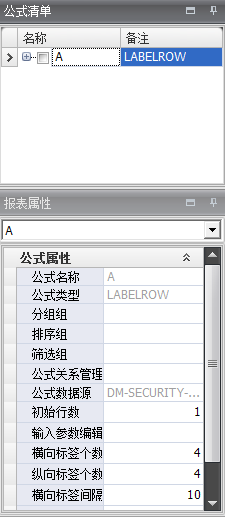 公式清单
名称 备注
A LABELROW
报表属性
A
公式属性
公式名称 A
公式类型 LABELROW
分组组
排序组
筛选组
公式关系管理
公式数据源 DM-SECURITY-...
初始行数 1
输入参数编辑
横向标签个数 4
纵向标签个数 4
横向标签间隔 10